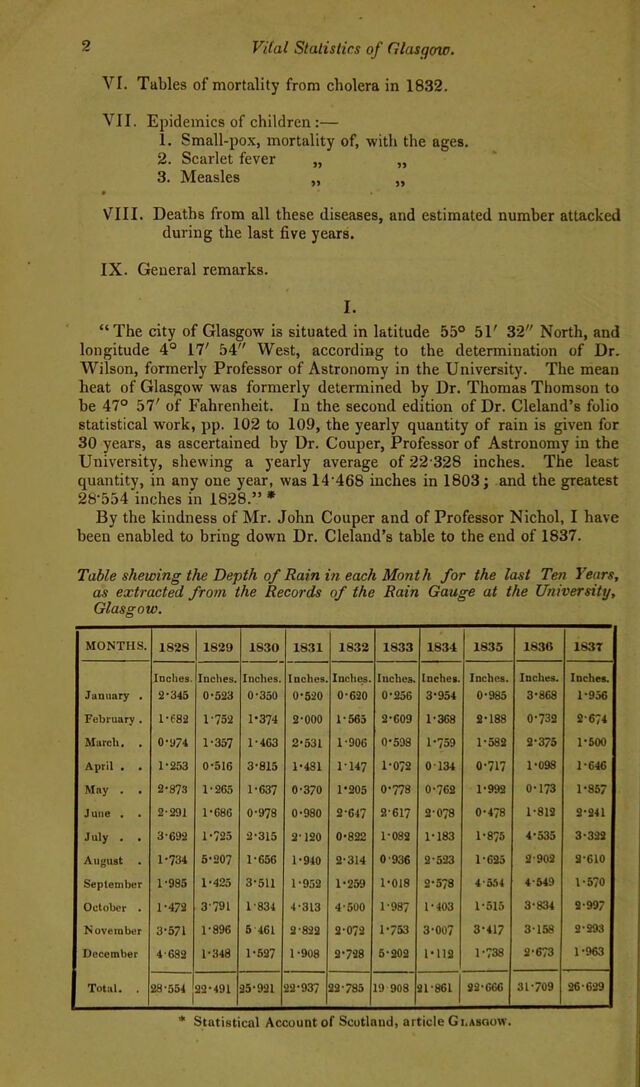 2 Vital Statistics of Glasgow.
VI. Tables of mortality from cholera in 1832.
VII. Epidemics of children :—
1. Small-pox, mortality of, with the ages.
2. Scarlet fever „ „
3. Measles „ „
VIII. Deaths from all these diseases, and estimated number attacked
during the last five years.
IX. General remarks.
I.
“ The city of Glasgow is situated in latitude 55° 51′ 32″ North, and
longitude 4° 17′ 54″ West, according to the determination of Dr.
Wilson, formerly Professor of Astronomy in the University. The mean
heat of Glasgow was formerly determined by Dr. Thomas Thomson to
be 47° 57′ of Fahrenheit. In the second edition of Dr. Cleland’s folio
statistical work, pp. 102 to 109, the yearly quantity of rain is given for
30 years, as ascertained by Dr. Couper, Professor of Astronomy in the
University, shewing a yearly average of 22·328 inches. The least
quantity, in any one year, was 14·468 inches in 1803; and the greatest
28·554 inches in 1828.” *
By the kindness of Mr. John Couper and of Professor Nichol, I have
been enabled to bring down Dr. Cleland’s table to the end of 1837.
Table shewing the Depth of Rain in each Month for the last Ten Years,
as extracted from the Records of the Rain Gauge at the University,
Glasgow.
MONTHS. 1828 1829 1830 1831 1832 1833 1834 1835 1836 1837
Inches. Inches. Inches. Inches. Inches. Inches. Inches. Inches. Inches. Inches.
January . 2·345 0·523 0·350 0·520 0·620 0·256 3·954 0·985 3·868 1·956
February . 1·682 1·752 1·374 2·000 1·565 2·609 1·368 2·188 0·732 2·674
March. . 0·974 1·357 1·463 2·531 1·906 0·598 1·759 1·582 2·375 1·500
April . . 1·253 0·516 3·815 1·481 1·147 1·072 0·134 0·717 1·098 1·646
May . . 2·873 1·265 1·637 0·370 1·205 0·778 0·762 1·992 0·173 1·857
June . . 2·291 1·686 0·978 0·980 2·647 2·617 2·078 0·478 1·812 2·241
July . . 3·692 1·725 2·315 2·120 0·822 1·082 1·183 1·875 4·535 3·322
August . 1·734 5·207 1·656 1·940 2·314 0·936 2·523 1·625 2·902 2·610
September 1·985 1·425 3·511 1·952 1·259 1·018 2·578 4·554 4·549 1·570
October . 1·472 3·791 1·834 4·313 4·500 1·987 1·403 1·515 3·834 2·997
November 3·571 1·896 5·461 2·822 2·072 1·753 3·007 3·417 3·158 2·293
December 4·682 1·348 1·527 1·908 2·728 5·202 1·112 1·738 2·673 1·963
Total. . 28·554 22·491 25·921 22·937 22·785 19·908 21·861 22·666 31·709 26·629
* Statistical Account of Scotland, article GLASGOW.